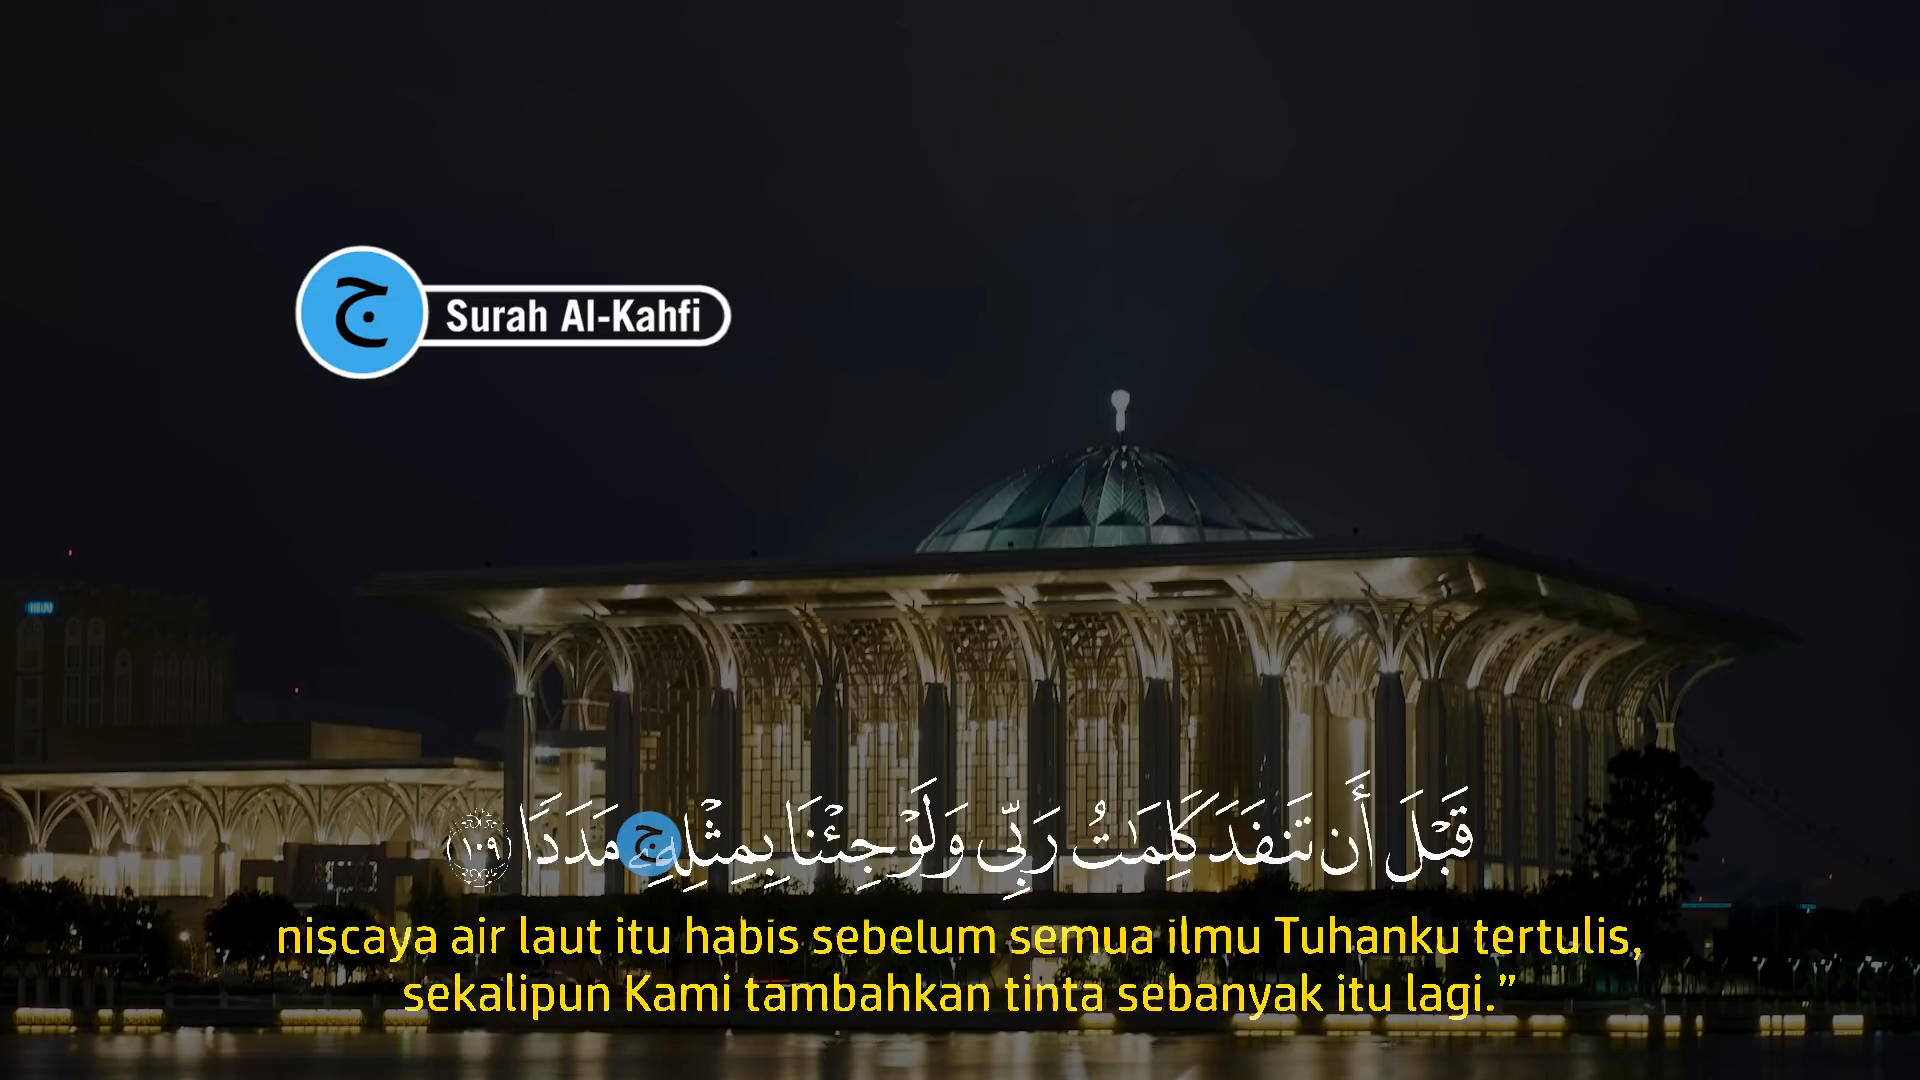 ج
Surah Al-Kahfi
قَبْلَ أَن تَنفَدَ كَلِمَٰتُ رَبِّى وَلَوْ جِئْنَا بِمِثْلِهِۦ ج مَدَدًا ١٠٩
niscaya air laut itu habis sebelum semua ilmu Tuhanku tertulis,
sekalipun Kami tambahkan tinta sebanyak itu lagi.”